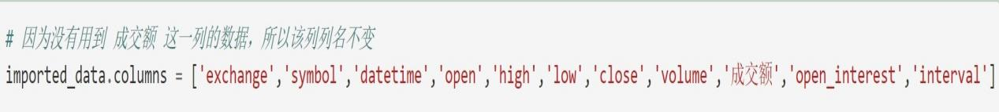 # 因为没有用到 成交额 这一列的数据，所以该列列名不变
imported_data.columns = ['exchange','symbol','datetime','open','high','low','close','volume','成交额','open_interest','interval']